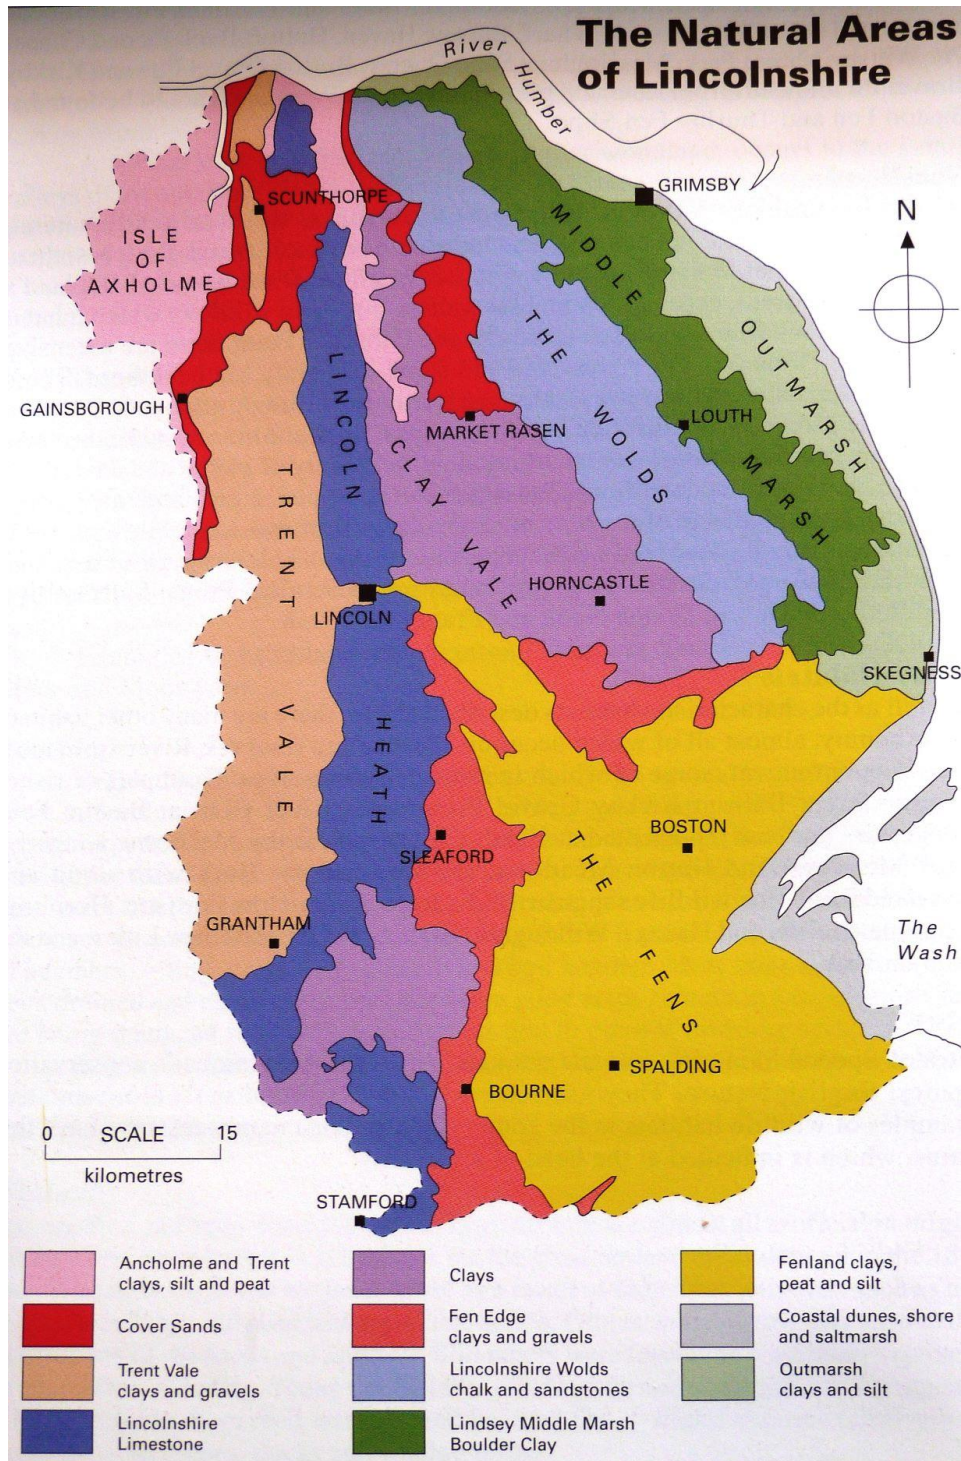 The Natural Areas
of Lincolnshire
River
Humber
GRIMSBY
N
SCUNTHORPE
ISLE
OF
AXHOLME
MIDDLE
MARSH
OUTMARSH
THE
WOLDS
LINCOLN
HEATH
GAINSBOROUGH
MARKET RASEN
LOUTH
CLAY
VALE
TRENT
VALE
HORNCASTLE
LINCOLN
SKEGNESS
BOSTON
SLEAFORD
THE
FENS
GRANTHAM
The
Wash
SPALDING
BOURNE
0 SCALE 15
kilometres
STAMFORD
Ancholme and Trent
clays, silt and peat
Cover Sands
Trent Vale
clays and gravels
Lincolnshire
Limestone
Clays
Fen Edge
clays and gravels
Lincolnshire Wolds
chalk and sandstones
Lindsey Middle Marsh
Boulder Clay
Fenland clays,
peat and silt
Coastal dunes, shore
and saltmarsh
Outmarsh
clays and silt